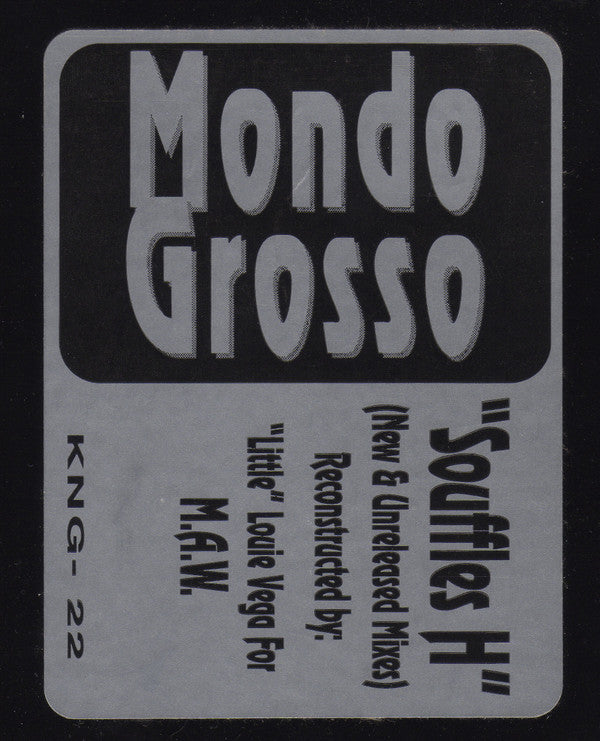 Mondo
Grosso
"Souffles H"
(New & Unreleased Mixes)
Reconstructed by:
"Little" Louie Vega For
M.A.W.
KNG- 22